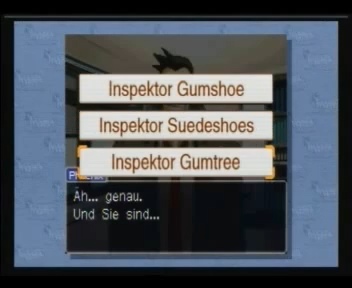 Inspektor Gumshoe
Inspektor Suedeshoes
Inspektor Gumtree
Äh... genau.
Und Sie sind...